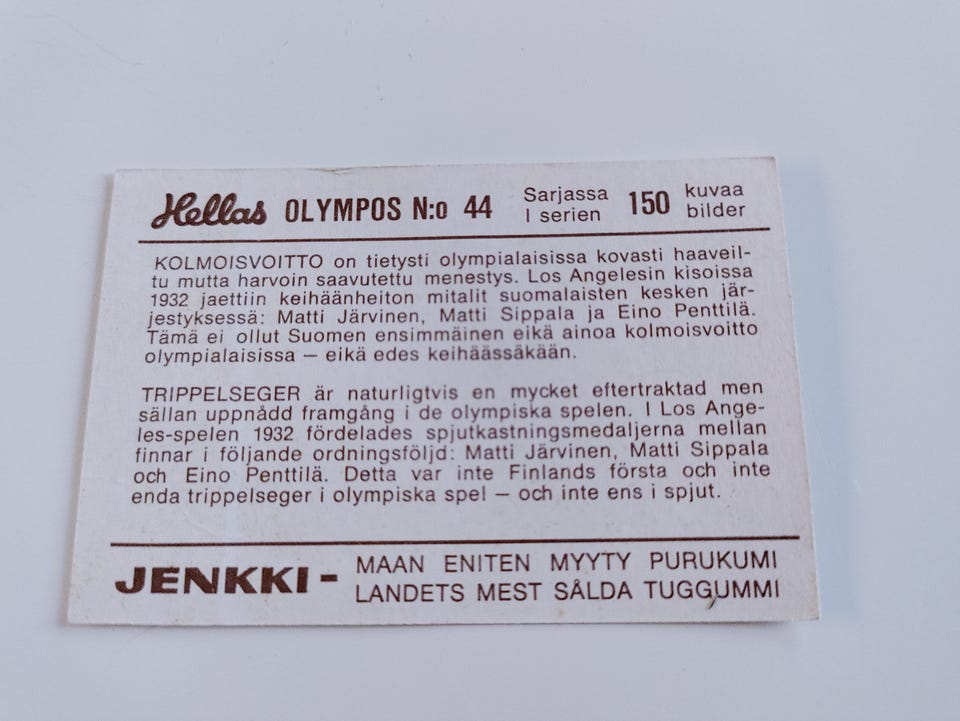 Hellas OLYMPOS N:o 44 Sarjassa 150 kuvaa
I serien bilder
KOLMOISVOITTO on tietysti olympialaisissa kovasti haaveil-
tu mutta harvoin saavutettu menestys. Los Angelesin kisoissa
1932 jaettiin keihäänheiton mitalit suomalaisten kesken jär-
jestyksessä: Matti Järvinen, Matti Sippala ja Eino Penttilä.
Tämä ei ollut Suomen ensimmäinen eikä ainoa kolmoisvoitto
olympialaisissa — eikä edes keihäässäkään.
TRIPPELSEGER är naturligtvis en mycket eftertraktad men
sällan uppnådd framgång i de olympiska spelen. I Los Ange-
les-spelen 1932 fördelades spjutkastningsmedaljerna mellan
finnar i följande ordningsföljd: Matti Järvinen, Matti Sippala
och Eino Penttilä. Detta var inte Finlands första och inte
enda trippelseger i olympiska spel — och inte ens i spjut.
JENKKI - MAAN ENITEN MYYTY PURUKUMI
LANDETS MEST SÅLDA TUGGUMMI